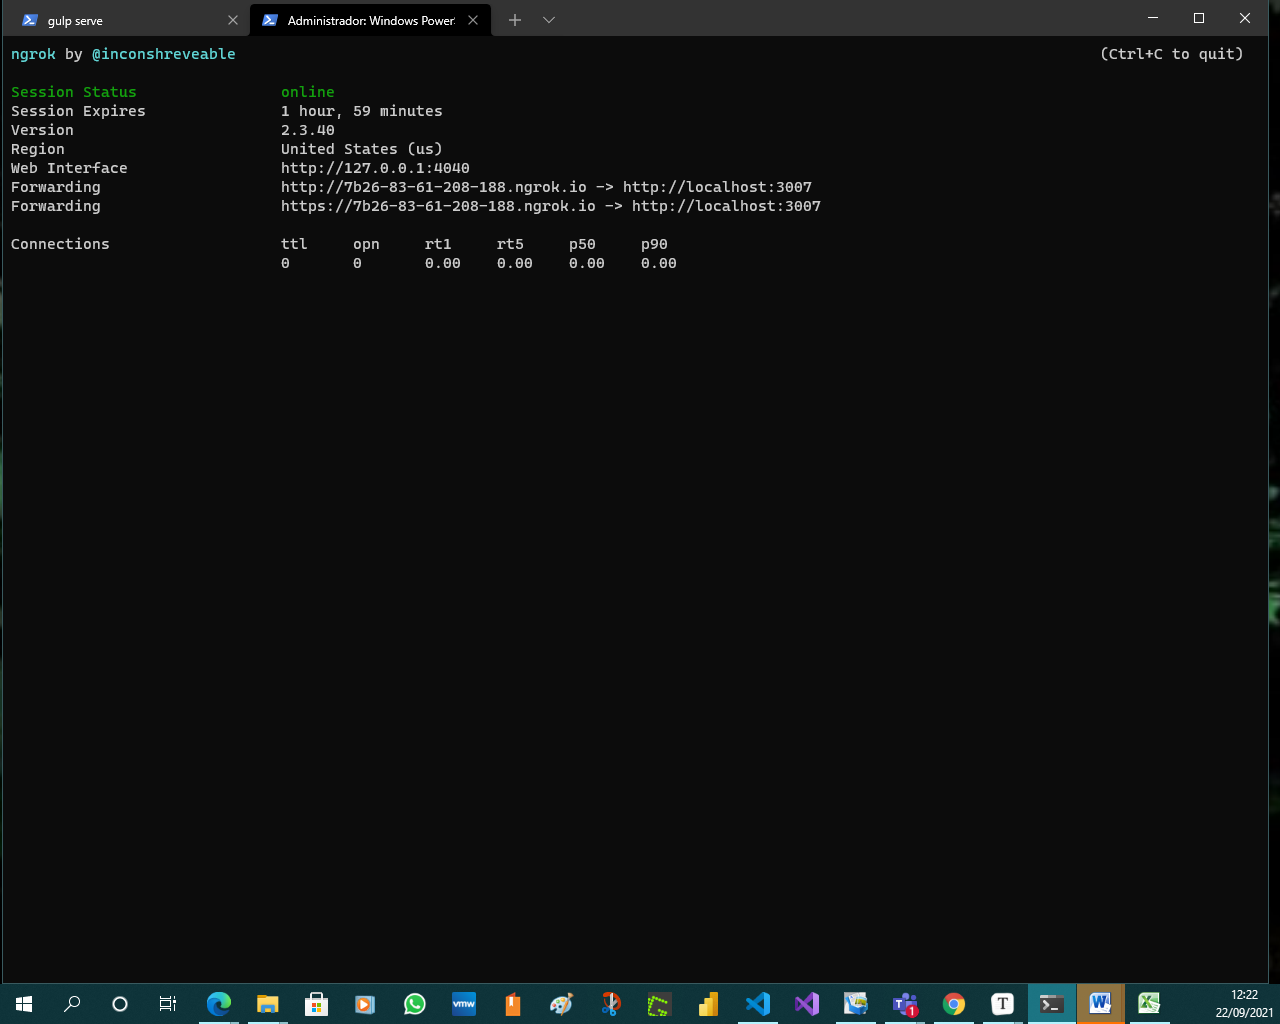 gulp serve
Administrador: Windows PowerS
ngrok by @inconshreveable (Ctrl+C to quit)
Session Status online
Session Expires 1 hour, 59 minutes
Version 2.3.40
Region United States (us)
Web Interface http://127.0.0.1:4040
Forwarding http://7b26-83-61-208-188.ngrok.io -> http://localhost:3007
Forwarding https://7b26-83-61-208-188.ngrok.io -> http://localhost:3007
Connections ttl opn rt1 rt5 p50 p90
0 0 0.00 0.00 0.00 0.00
vmw
T
1
T
W
X
12:22
22/09/2021